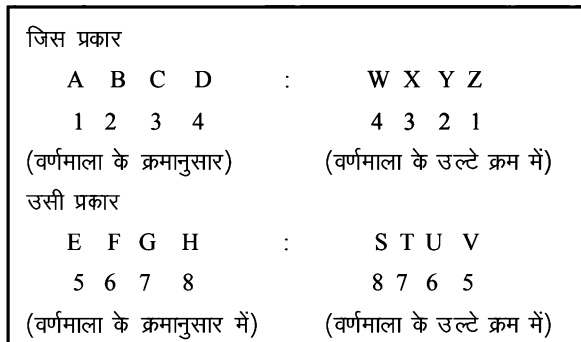 जिस प्रकार
A B C D : W X Y Z
1 2 3 4 4 3 2 1
(वर्णमाला के क्रमानुसार) (वर्णमाला के उल्टे क्रम में)
उसी प्रकार
E F G H : S T U V
5 6 7 8 8 7 6 5
(वर्णमाला के क्रमानुसार में) (वर्णमाला के उल्टे क्रम में)